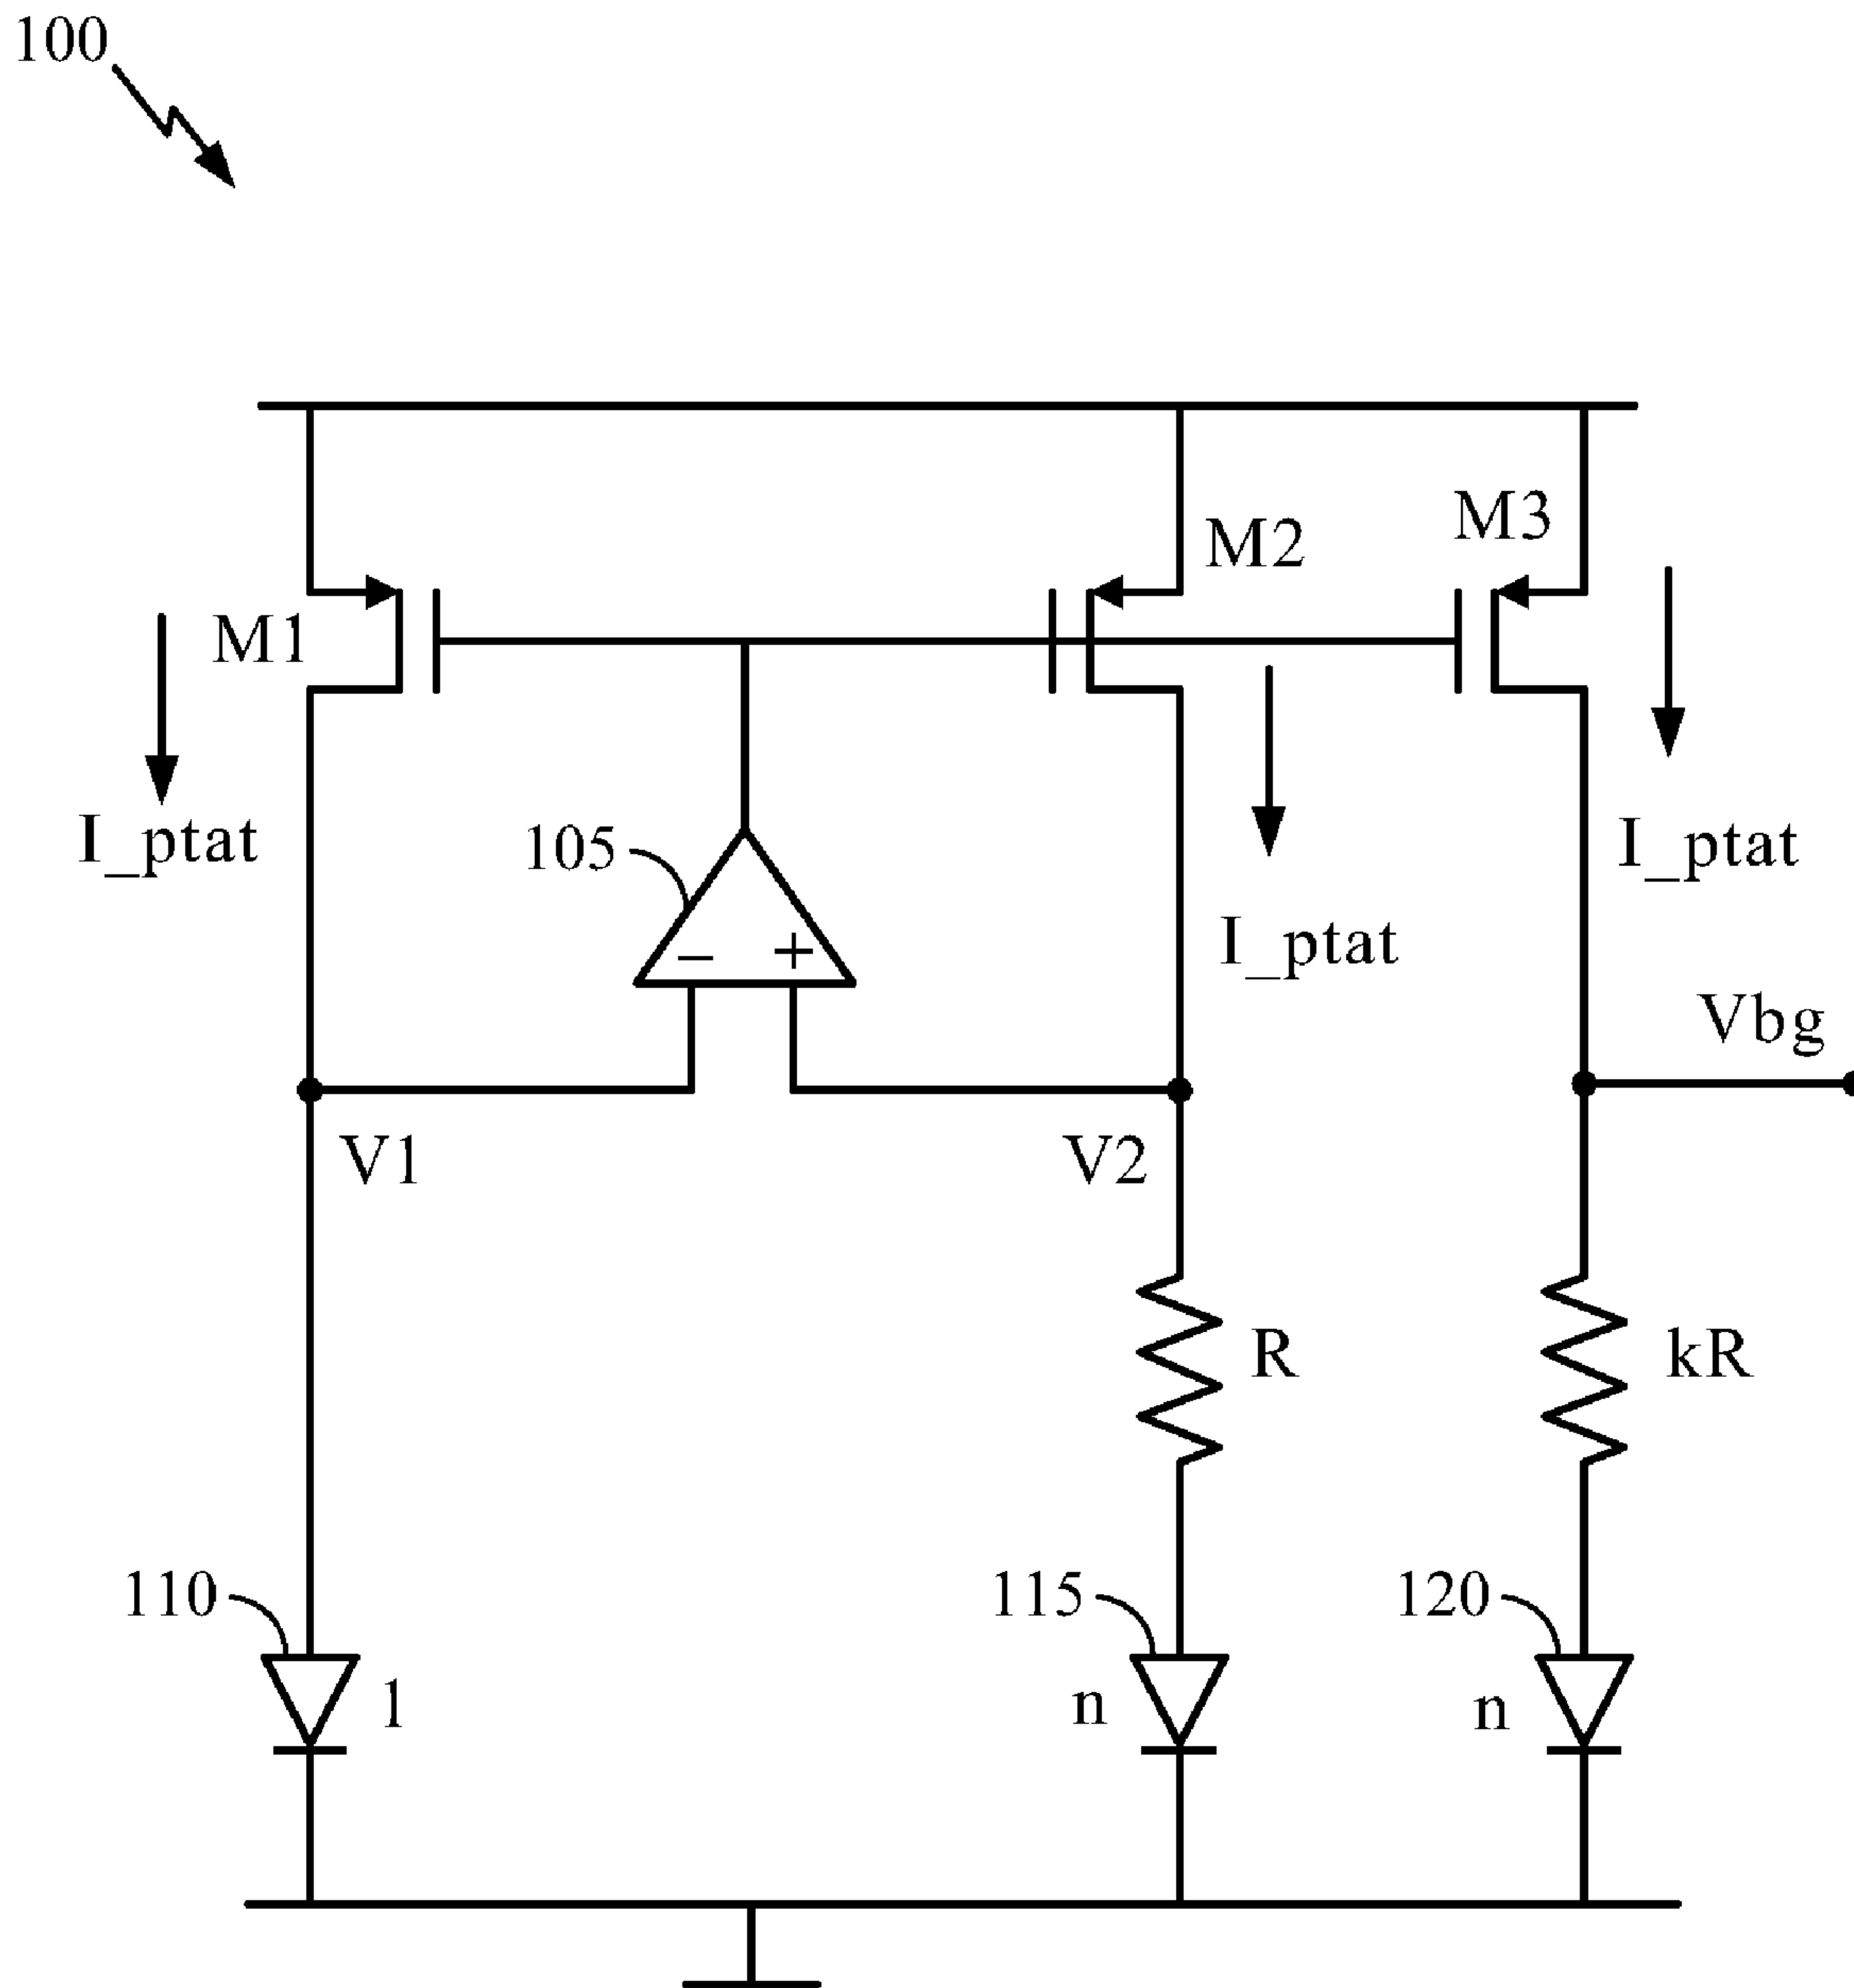 100
M3
M2
M1
I_ptat
105
I_ptat
− +
I_ptat
Vbg
V1
V2
R
kR
110
115
120
1
n
n